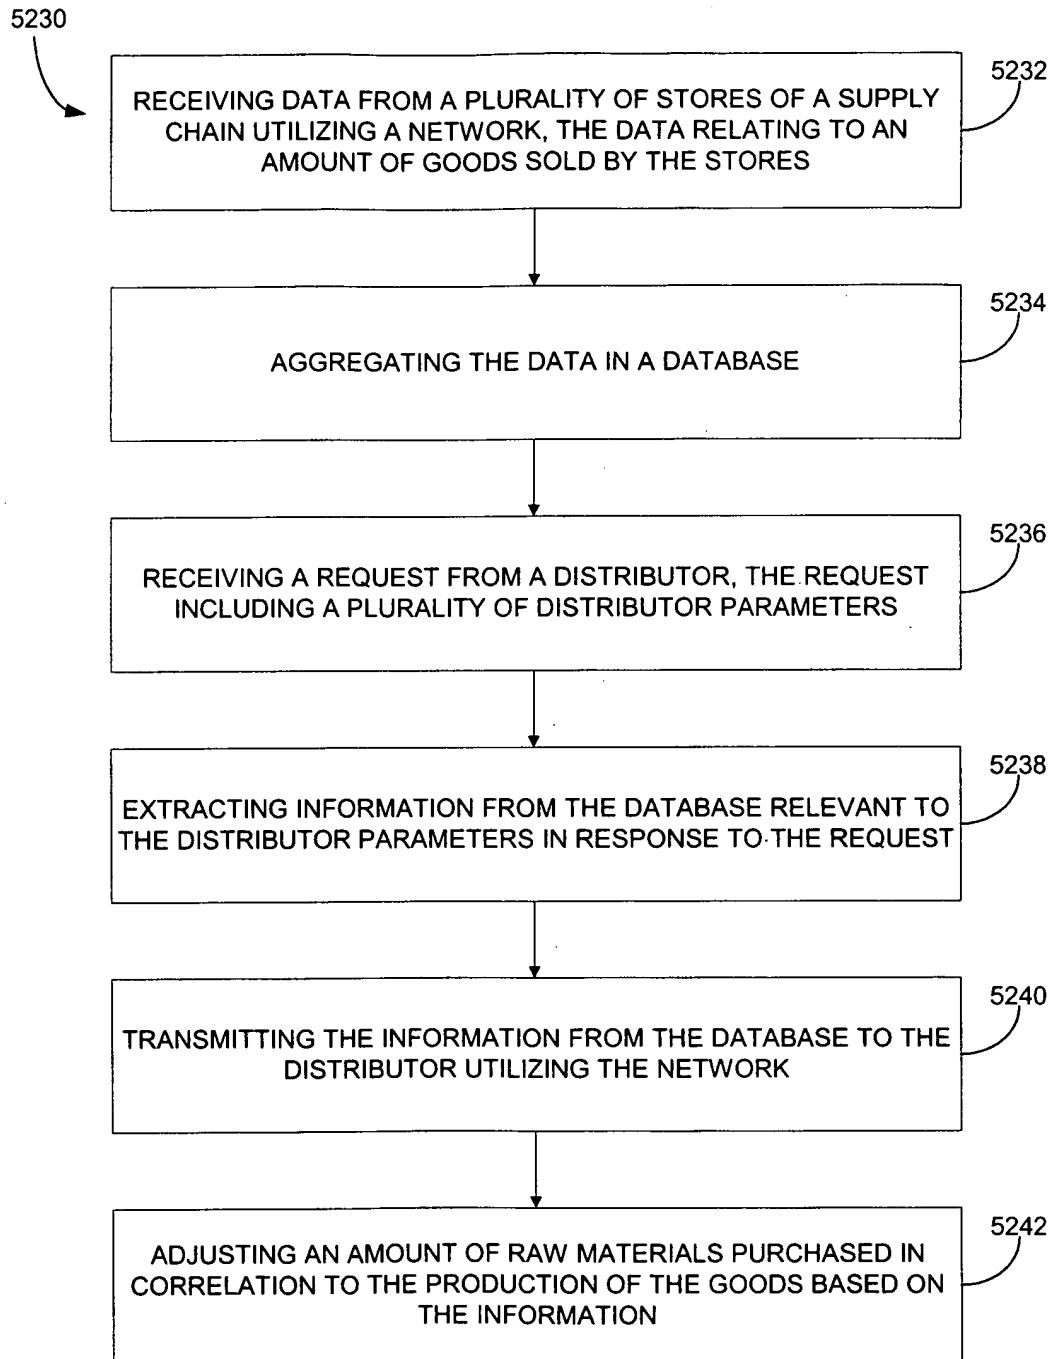 5230
5232
RECEIVING DATA FROM A PLURALITY OF STORES OF A SUPPLY
CHAIN UTILIZING A NETWORK, THE DATA RELATING TO AN
AMOUNT OF GOODS SOLD BY THE STORES
5234
AGGREGATING THE DATA IN A DATABASE
5236
RECEIVING A REQUEST FROM A DISTRIBUTOR, THE REQUEST
INCLUDING A PLURALITY OF DISTRIBUTOR PARAMETERS
5238
EXTRACTING INFORMATION FROM THE DATABASE RELEVANT TO
THE DISTRIBUTOR PARAMETERS IN RESPONSE TO THE REQUEST
5240
TRANSMITTING THE INFORMATION FROM THE DATABASE TO THE
DISTRIBUTOR UTILIZING THE NETWORK
5242
ADJUSTING AN AMOUNT OF RAW MATERIALS PURCHASED IN
CORRELATION TO THE PRODUCTION OF THE GOODS BASED ON
THE INFORMATION